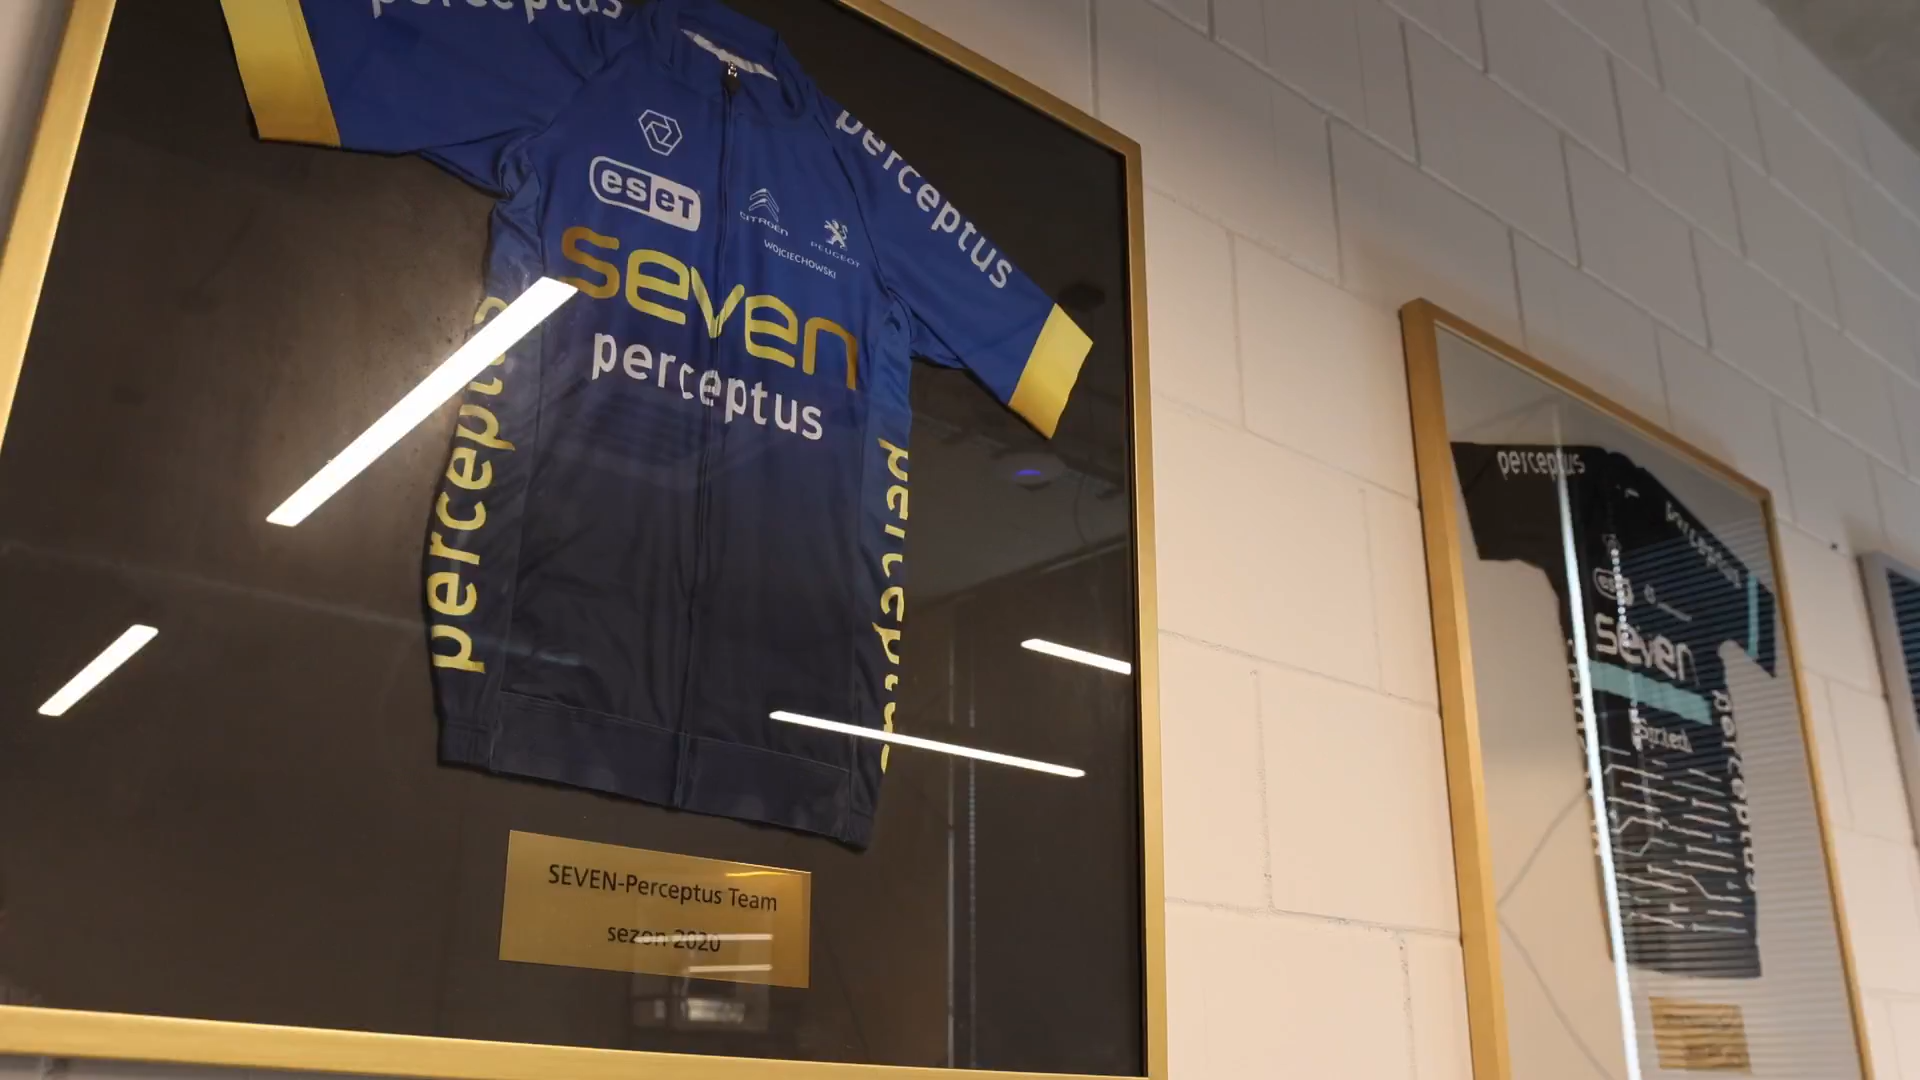 perceptus
perceptus
eset
CITROËN
PEUGEOT
WOJCIECHOWSKI
seven
perceptus
perceptus
perceptus
SEVEN-Perceptus Team
sezon 2020
perceptus
perceptus
eset
seven
perceptus